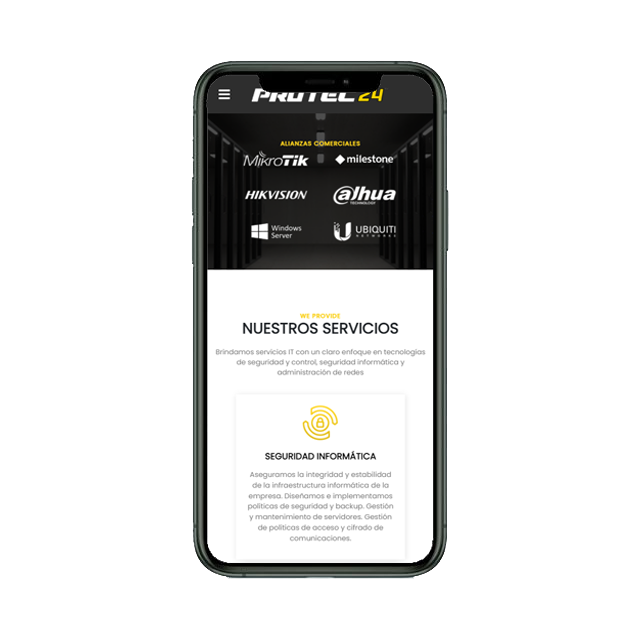 PROTEC 24
ALIANZAS COMERCIALES
MikroTik milestone
HIKVISION alhua
TECHNOLOGY
Windows Server UBIQUITI
NETWORKS
WE PROVIDE
NUESTROS SERVICIOS
Brindamos servicios IT con un claro enfoque en tecnologías
de seguridad y control, seguridad informática y
administración de redes
SEGURIDAD INFORMÁTICA
Aseguramos la integridad y estabilidad
de la infraestructura informática de la
empresa. Diseñamos e implementamos
políticas de seguridad y backup. Gestión
y mantenimiento de servidores. Gestión
de políticas de acceso y cifrado de
comunicaciones.